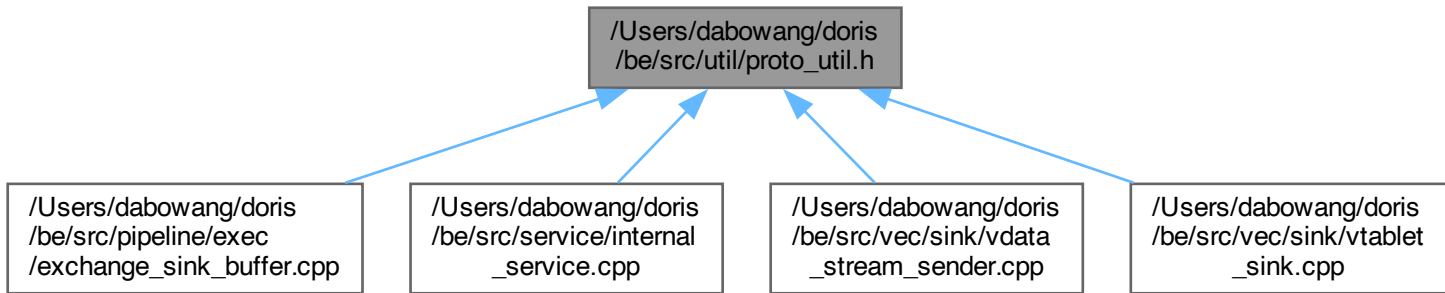 /Users/dabowang/doris
/be/src/util/proto_util.h
/Users/dabowang/doris
/be/src/pipeline/exec
/exchange_sink_buffer.cpp
/Users/dabowang/doris
/be/src/service/internal
_service.cpp
/Users/dabowang/doris
/be/src/vec/sink/vdata
_stream_sender.cpp
/Users/dabowang/doris
/be/src/vec/sink/vtablet
_sink.cpp